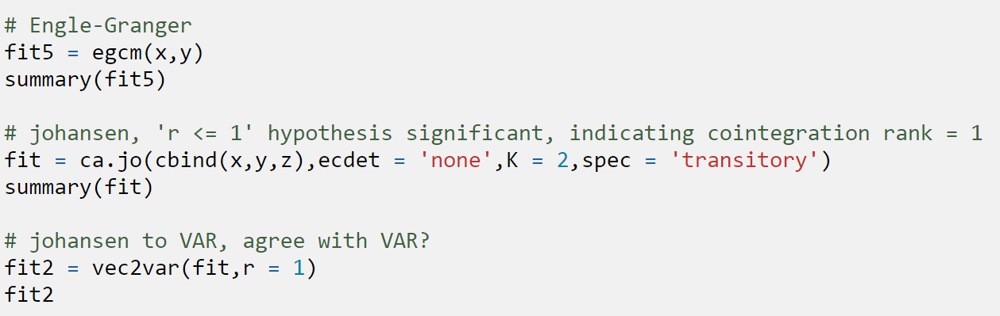 # Engle-Granger
fit5 = egcm(x,y)
summary(fit5)
# johansen, 'r <= 1' hypothesis significant, indicating cointegration rank = 1
fit = ca.jo(cbind(x,y,z),ecdet = 'none',K = 2,spec = 'transitory')
summary(fit)
# johansen to VAR, agree with VAR?
fit2 = vec2var(fit,r = 1)
fit2